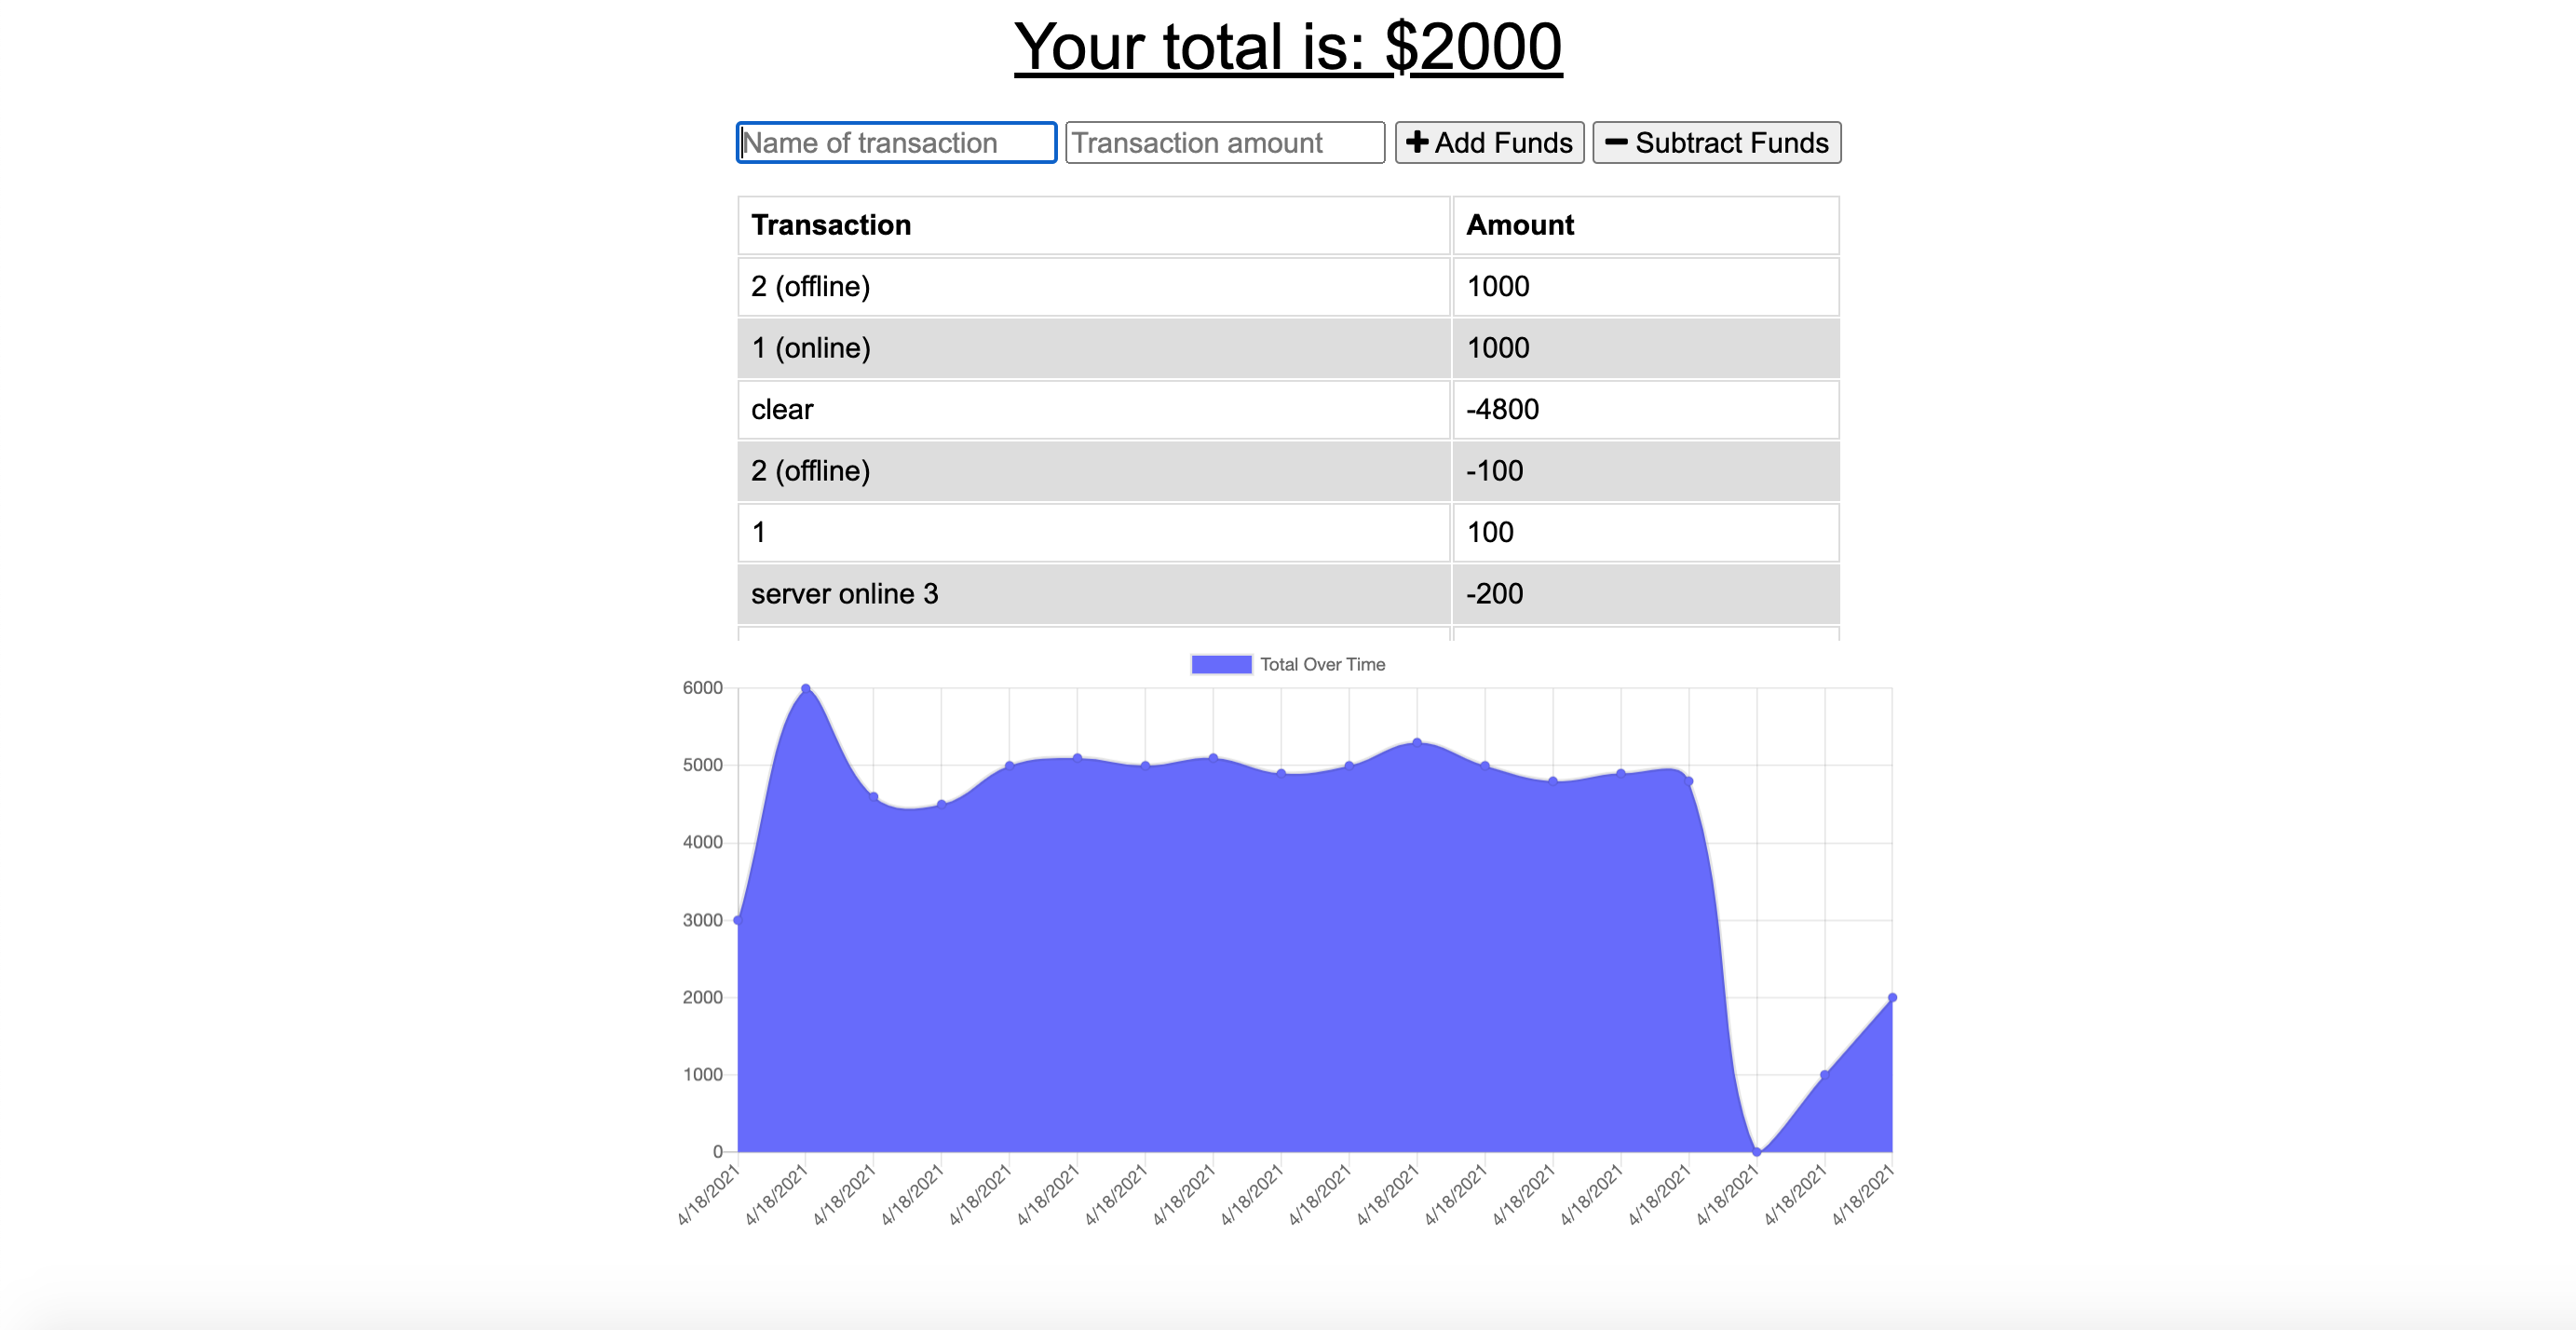 Your total is: $2000
Name of transaction Transaction amount + Add Funds − Subtract Funds
Transaction Amount
2 (offline) 1000
1 (online) 1000
clear -4800
2 (offline) -100
1 100
server online 3 -200
Total Over Time
6000
5000
4000
3000
2000
1000
0
4/18/2021 4/18/2021 4/18/2021 4/18/2021 4/18/2021 4/18/2021 4/18/2021 4/18/2021 4/18/2021 4/18/2021 4/18/2021 4/18/2021 4/18/2021 4/18/2021 4/18/2021 4/18/2021 4/18/2021 4/18/2021